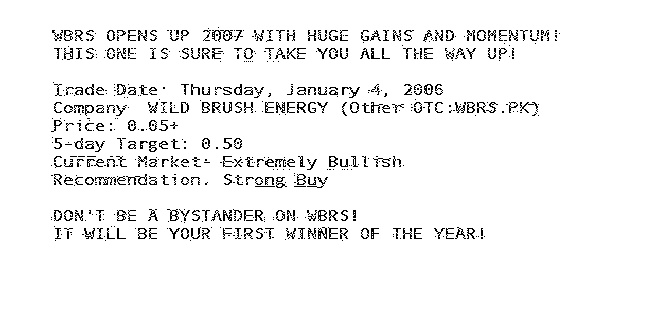 WBRS OPENS UP 2007 WITH HUGE GAINS AND MOMENTUM!
THIS ONE IS SURE TO TAKE YOU ALL THE WAY UP!
Trade Date: Thursday, January 4, 2006
Company  WILD BRUSH ENERGY (Other OTC:WBRS.PK)
Price: 0.05+
5-day Target: 0.50
Current Market- Extremely Bullish
Recommendation. Strong Buy
DON'T BE A BYSTANDER ON WBRS!
IT WILL BE YOUR FIRST WINNER OF THE YEAR!